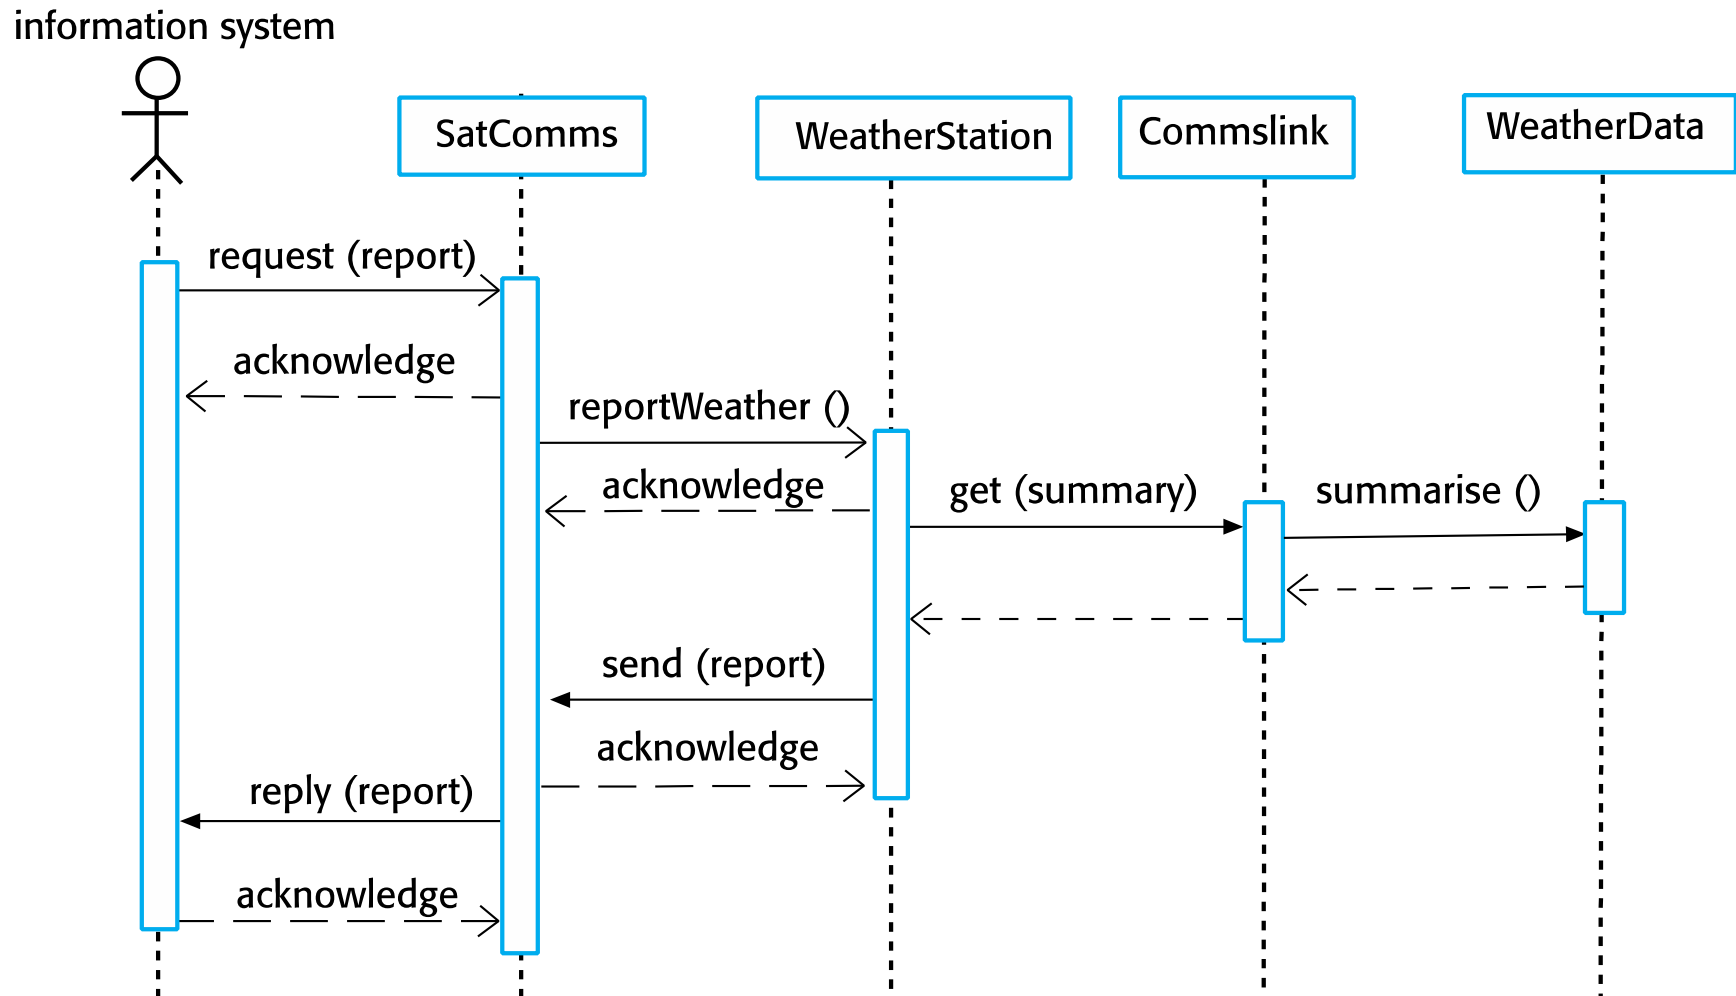 information system
SatComms
WeatherStation
Commslink
WeatherData
request (report)
acknowledge
reportWeather ()
acknowledge
get (summary)
summarise ()
send (report)
acknowledge
reply (report)
acknowledge